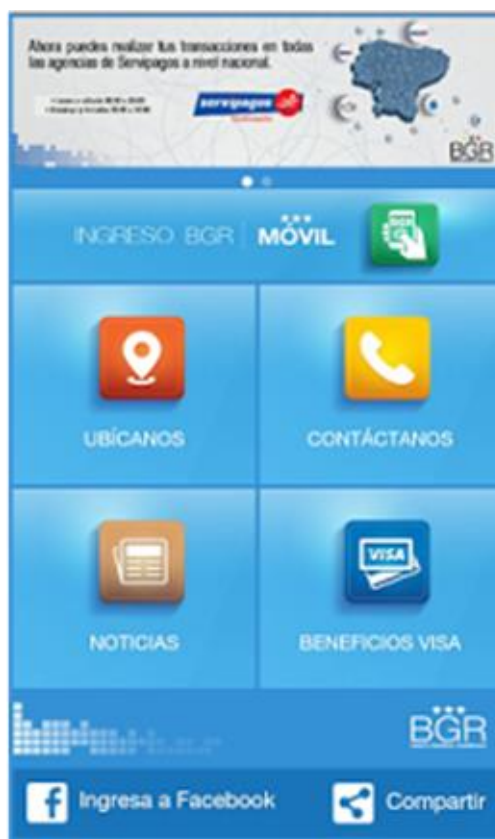 Ahora puedes realizar tus transacciones en todas
las agencias de Servipagos a nivel nacional.
servipagos
BGR
INGRESO BGR | MÓVIL
BGR
UBÍCANOS
CONTÁCTANOS
VISA
NOTICIAS
BENEFICIOS VISA
BGR
Ingresa a Facebook
Compartir